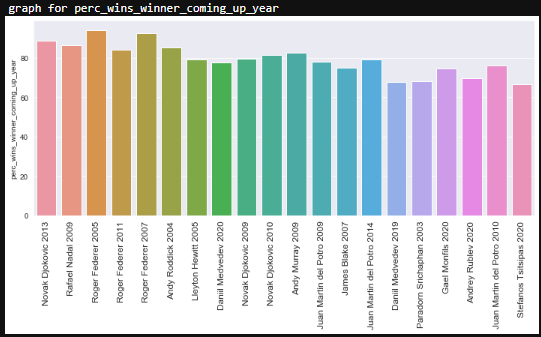 graph for perc_wins_winner_coming_up_year
perc_wins_winner_coming_up_year
80
60
40
20
0
Novak Djokovic 2013
Rafael Nadal 2009
Roger Federer 2005
Roger Federer 2011
Roger Federer 2007
Andy Roddick 2004
Lleyton Hewitt 2005
Daniil Medvedev 2020
Novak Djokovic 2009
Novak Djokovic 2010
Andy Murray 2009
Juan Martin del Potro 2009
James Blake 2007
Juan Martin del Potro 2014
Daniil Medvedev 2019
Paradorn Srichaphan 2003
Gael Monfils 2020
Andrey Rublev 2020
Juan Martin del Potro 2010
Stefanos Tsitsipas 2020